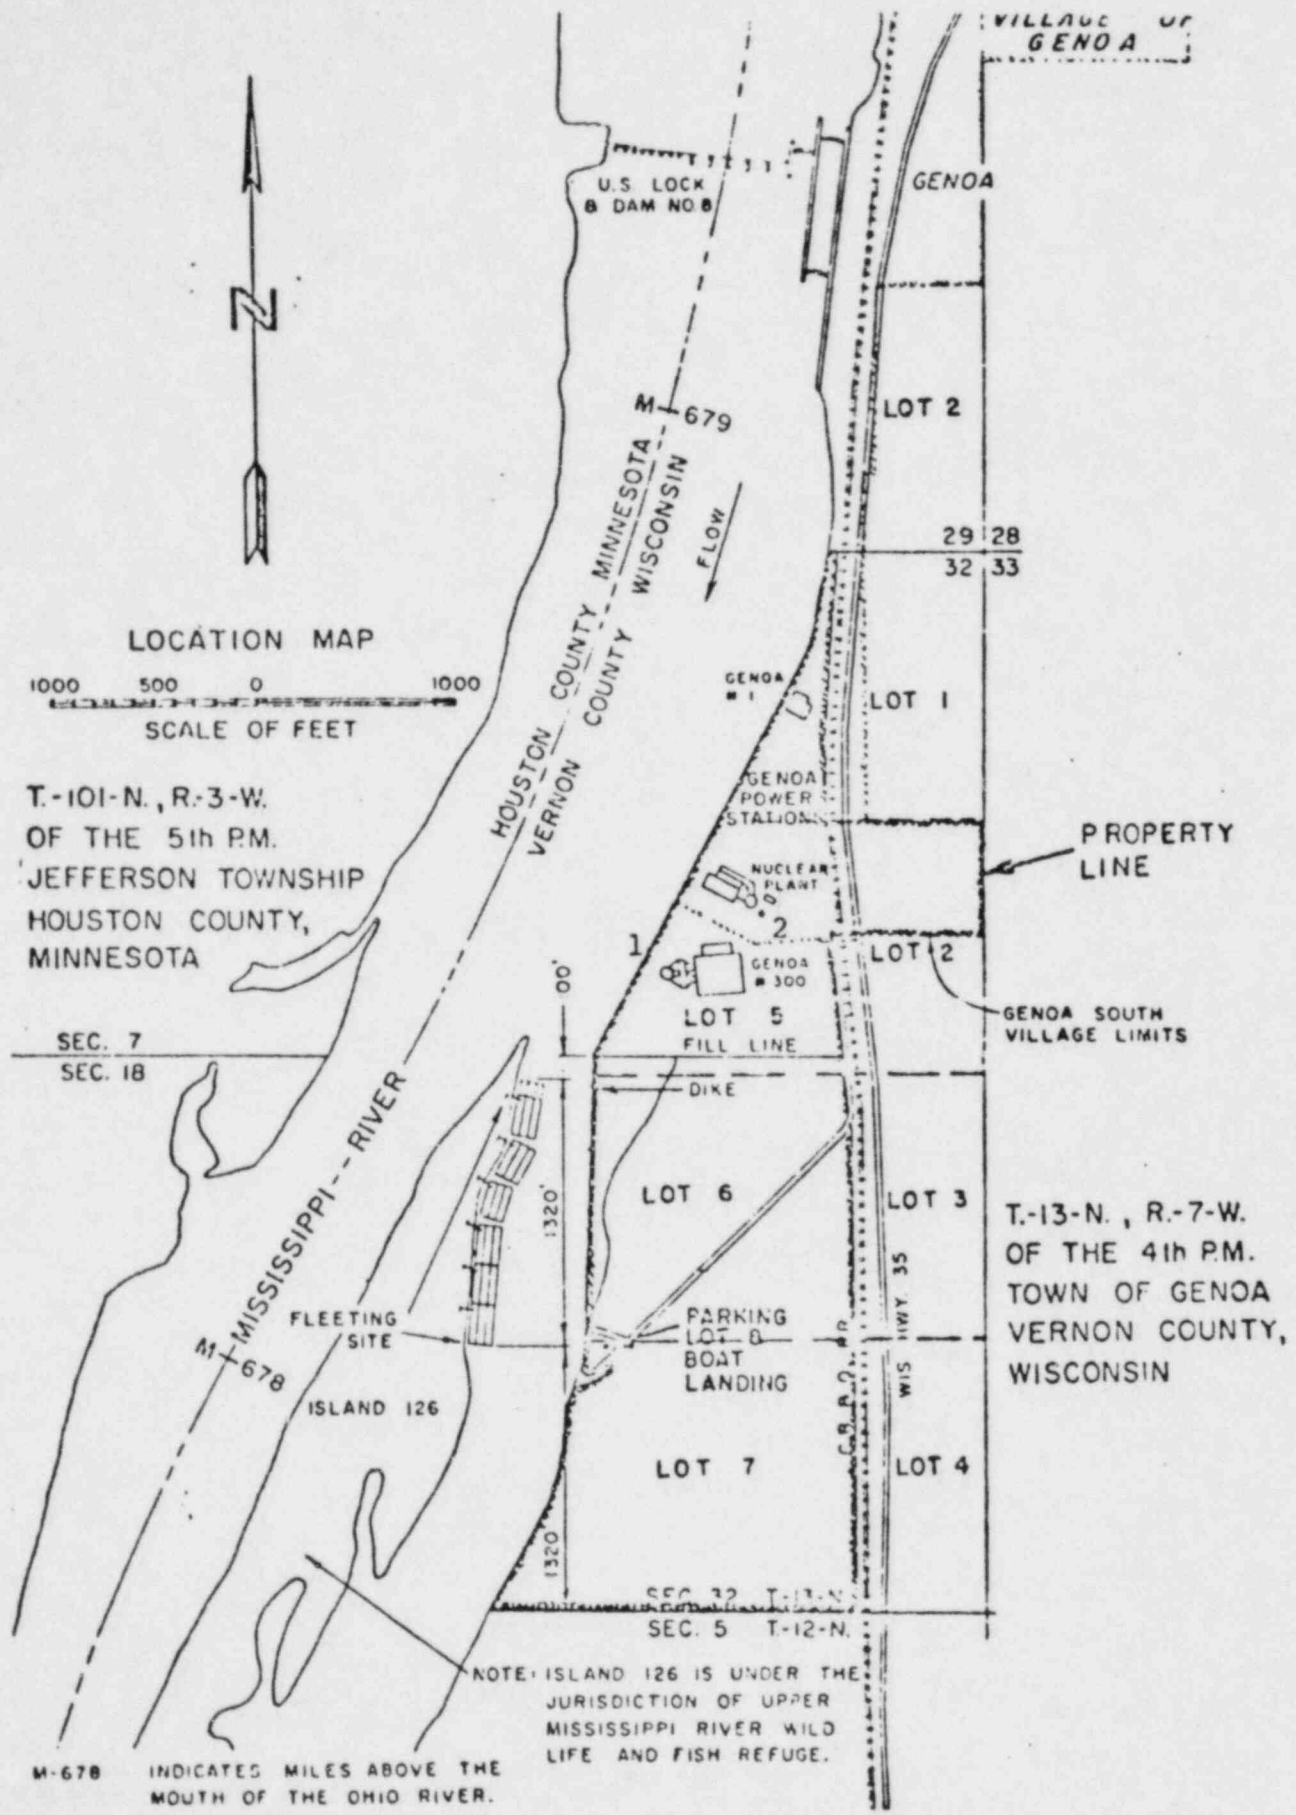 VILLAGE OF
GENOA
U.S. LOCK
& DAM NO.8
GENOA
N
M 679
LOT 2
HOUSTON COUNTY MINNESOTA
VERNON COUNTY WISCONSIN
FLOW
29 28
32 33
LOCATION MAP
1000 500 0 1000
SCALE OF FEET
GENOA
# 1
LOT 1
T.-101-N., R.-3-W.
OF THE 5th P.M.
JEFFERSON TOWNSHIP
HOUSTON COUNTY,
MINNESOTA
GENOA
POWER
STATIONS
PROPERTY
LINE
NUCLEAR
PLANT
1
2
LOT 2
GENOA
# 300
00'
LOT 5
FILL LINE
GENOA SOUTH
VILLAGE LIMITS
SEC. 7
SEC. 18
DIKE
MISSISSIPPI--- RIVER
1320'
LOT 6
LOT 3
T.-13-N., R.-7-W.
OF THE 4th P.M.
TOWN OF GENOA
VERNON COUNTY,
WISCONSIN
WIS HWY. 35
FLEETING
SITE
PARKING
LOT &
BOAT
LANDING
M 678
ISLAND 126
LOT 7
LOT 4
1320'
SEC. 32 T-13-N.
SEC. 5 T.-12-N.
NOTE: ISLAND 126 IS UNDER THE
JURISDICTION OF UPPER
MISSISSIPPI RIVER WILD
LIFE AND FISH REFUGE.
M-678 INDICATES MILES ABOVE THE
MOUTH OF THE OHIO RIVER.